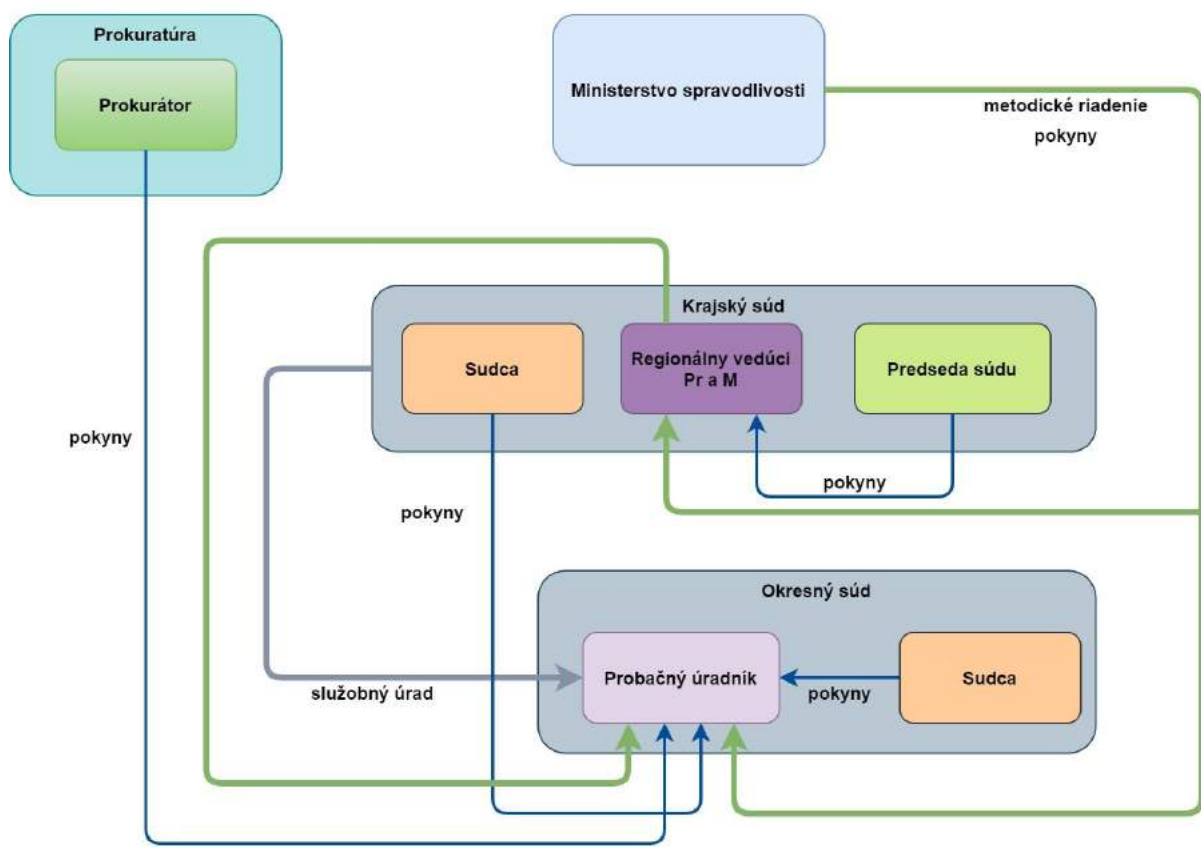 Prokuratúra
Prokurátor
Ministerstvo spravodlivosti
metodické riadenie
pokyny
Krajský súd
Sudca
Regionálny vedúci
Pr a M
Predseda súdu
pokyny
pokyny
pokyny
Okresný súd
Probačný úradník
pokyny
Sudca
služobný úrad